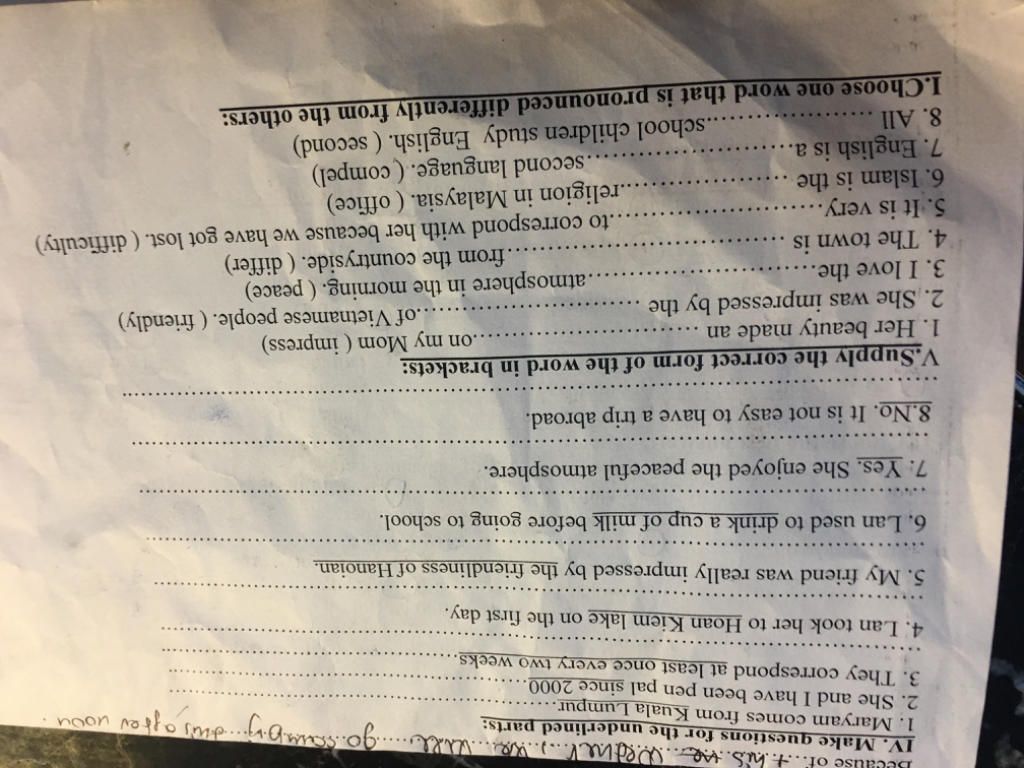 Because of
IV. Make questions for the underlined parts:
1. Maryam comes from Kuala Lumpur.................................
2. She and I have been pen pal since 2000.................................
3. They correspond at least once every two weeks.................................
4. Lan took her to Hoan Kiem lake on the first day.
5. My friend was really impressed by the friendliness of Hanoian.
6. Lan used to drink a cup of milk before going to school.
7. Yes. She enjoyed the peaceful atmosphere.
8.No. It is not easy to have a trip abroad.
V.Supply the correct form of the word in brackets:
1. Her beauty made an .................................on my Mom ( impress)
2. She was impressed by the .................................of Vietnamese people. ( friendly)
3. I love the.................................atmosphere in the morning. ( peace)
4. The town is .................................from the countryside. ( differ)
5. It is very.................................to correspond with her because we have got lost. ( difficulty)
6. Islam is the .................................religion in Malaysia. ( office)
7. English is a.................................second language. ( compel)
8. All .................................school children study English. ( second)
I.Choose one word that is pronounced differently from the others: